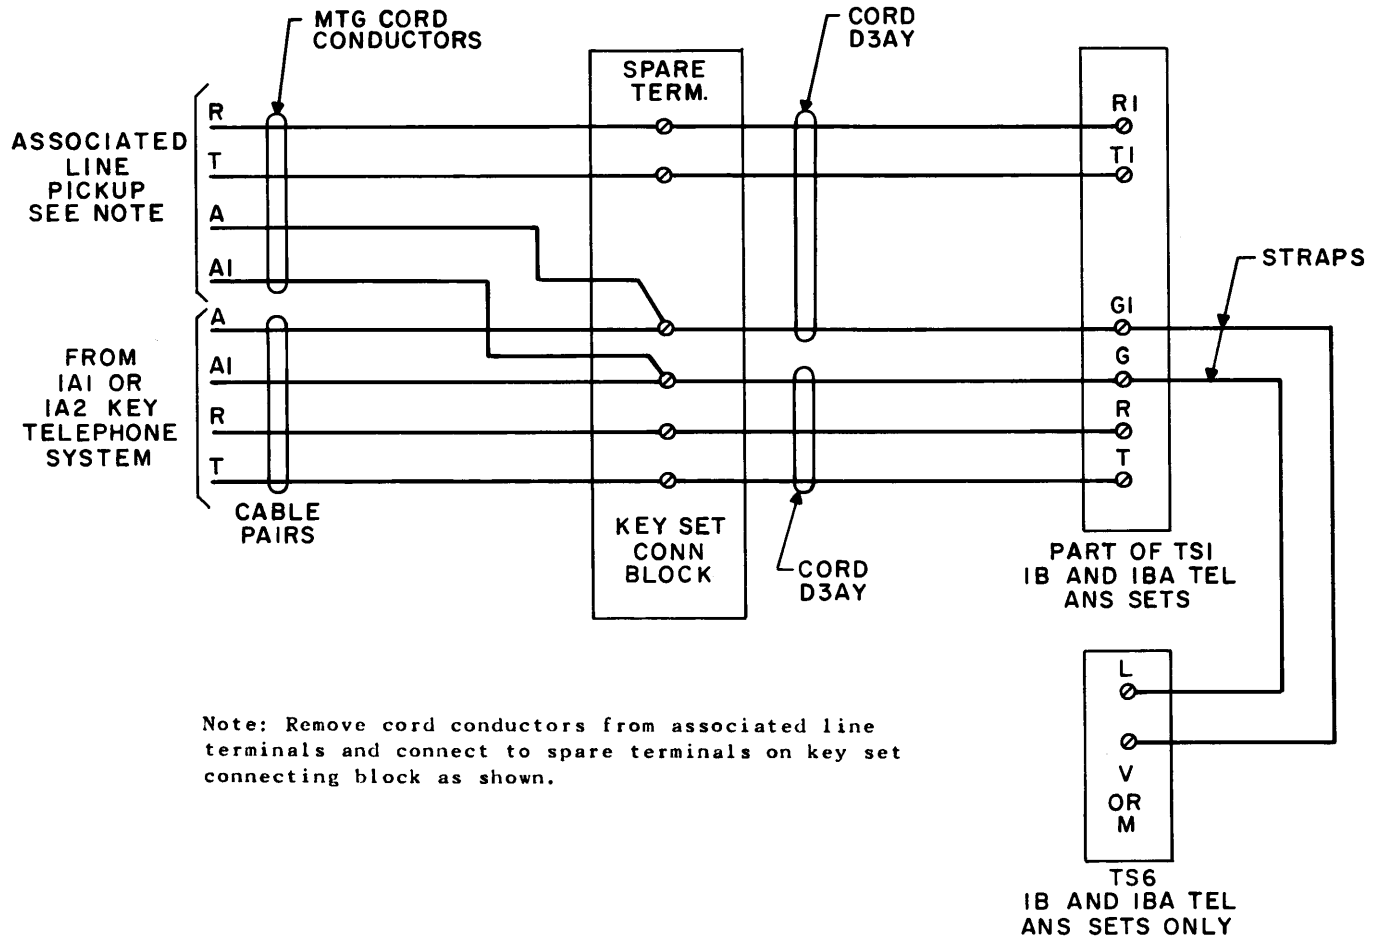 MTG CORD
CONDUCTORS
CORD
D3AY
SPARE
TERM.
R
T
A
A1
ASSOCIATED
LINE
PICKUP
SEE NOTE
R1
T1
STRAPS
G1
G
R
T
A
A1
R
T
FROM
1A1 OR
1A2 KEY
TELEPHONE
SYSTEM
CABLE
PAIRS
KEY SET
CONN
BLOCK
CORD
D3AY
PART OF TS1
1B AND 1BA TEL
ANS SETS
L
V
OR
M
TS6
1B AND 1BA TEL
ANS SETS ONLY
Note: Remove cord conductors from associated line
terminals and connect to spare terminals on key set
connecting block as shown.